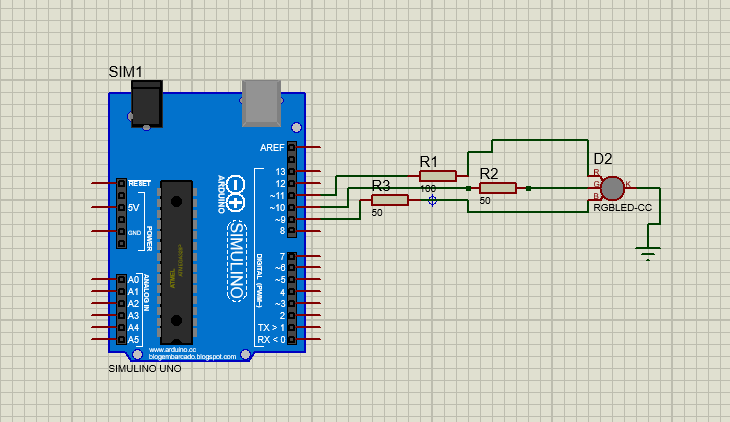 SIM1
AREF
RESET
5V
GND
POWER
ARDUINO
SIMULINO
ANALOG IN
A0
A1
A2
A3
A4
A5
ATMEL
DIGITAL (PWM~)
13
12
~11
~10
~9
8
7
~6
~5
4
~3
2
TX > 1
RX < 0
www.arduino.cc
blogembarcado.blogspot.com
SIMULINO UNO
R1
100
R2
50
R3
50
D2
R
G
B
K
RGBLED-CC